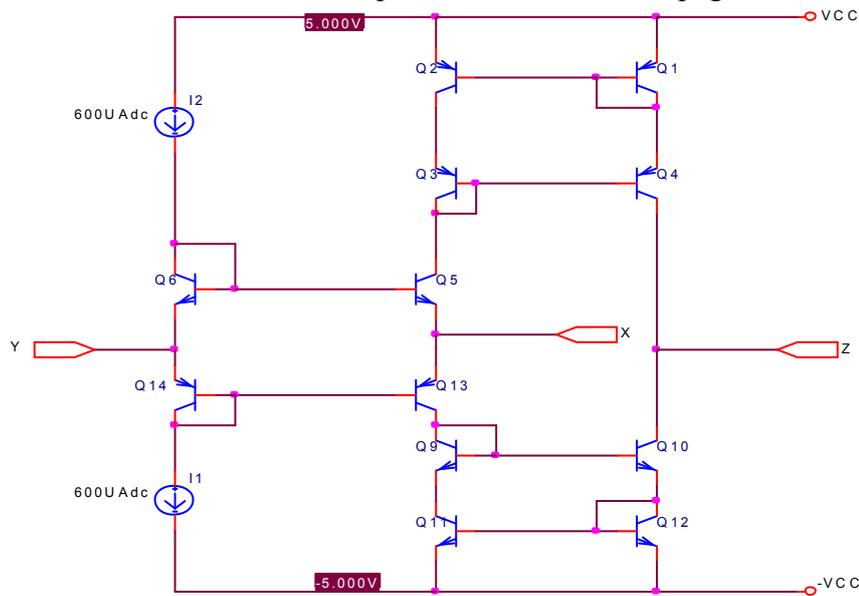 5.000V
VCC
Q2
Q1
I2
600UAdc
Q3
Q4
Q6
Q5
Y
X
Z
Q14
Q13
Q9
Q10
I1
600UAdc
Q11
Q12
-5.000V
-VCC